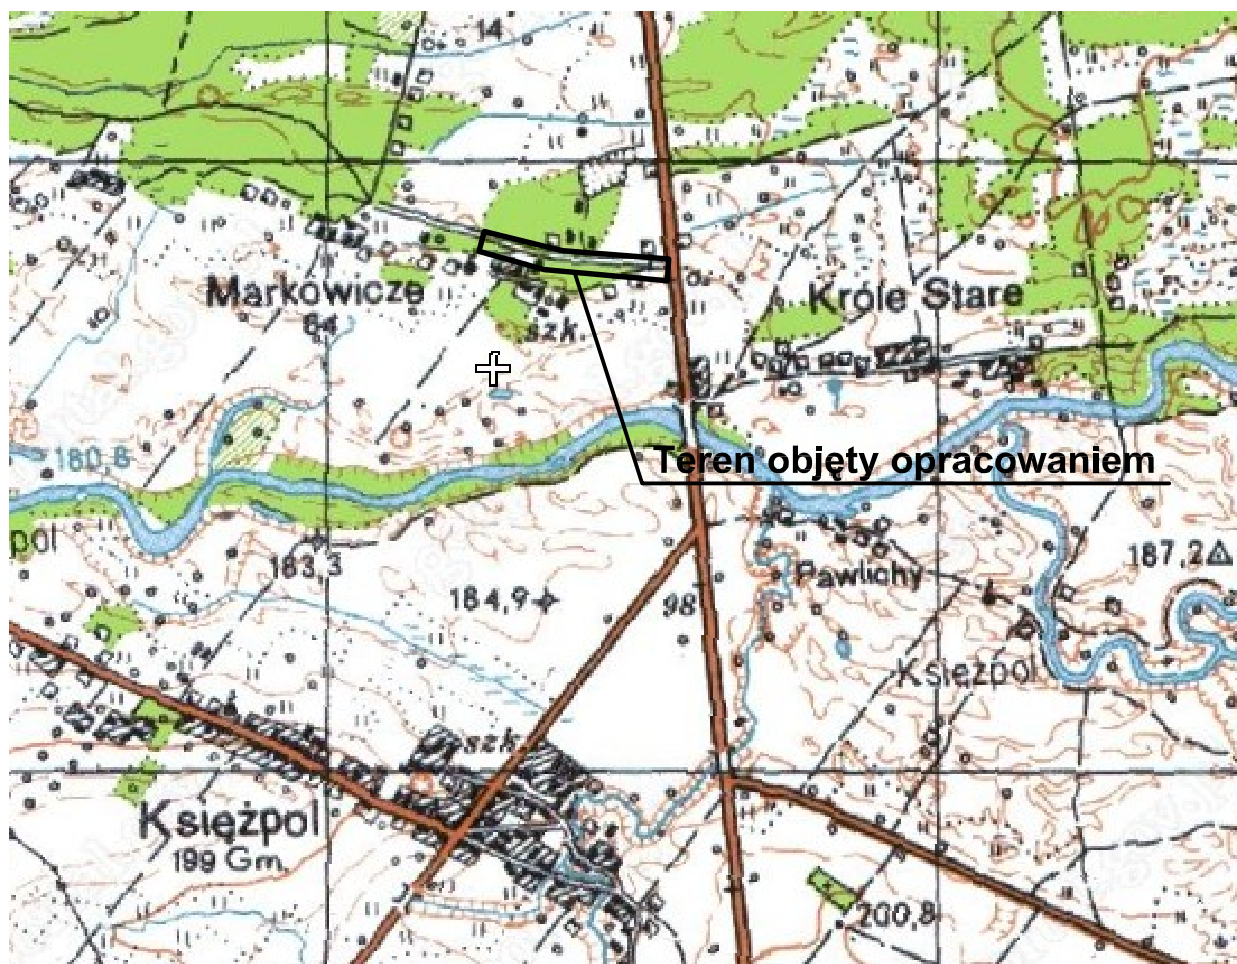 14
Markowicze
64
szk.
Króle Stare
180,8
Teren objęty opracowaniem
pol
183,3
184,9
98
Pawlichy
187,2
Księżpol
szk.
Księżpol
199 Gm.
200,8